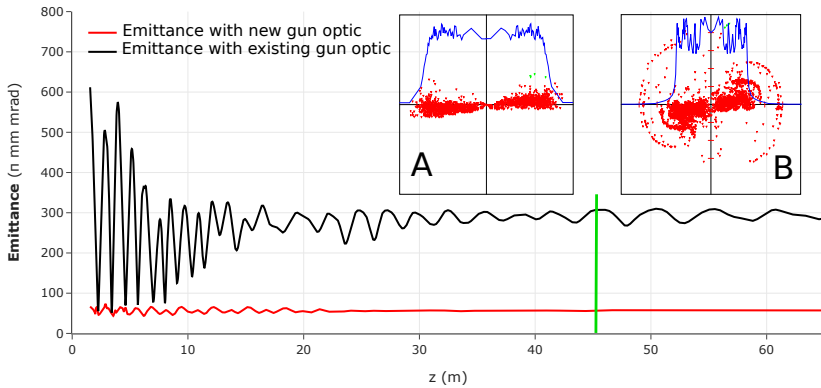 800
700
600
500
400
300
200
100
0
Emittance (n mm mrad)
Emittance with new gun optic
Emittance with existing gun optic
A
B
0
10
20
30
40
50
60
z (m)